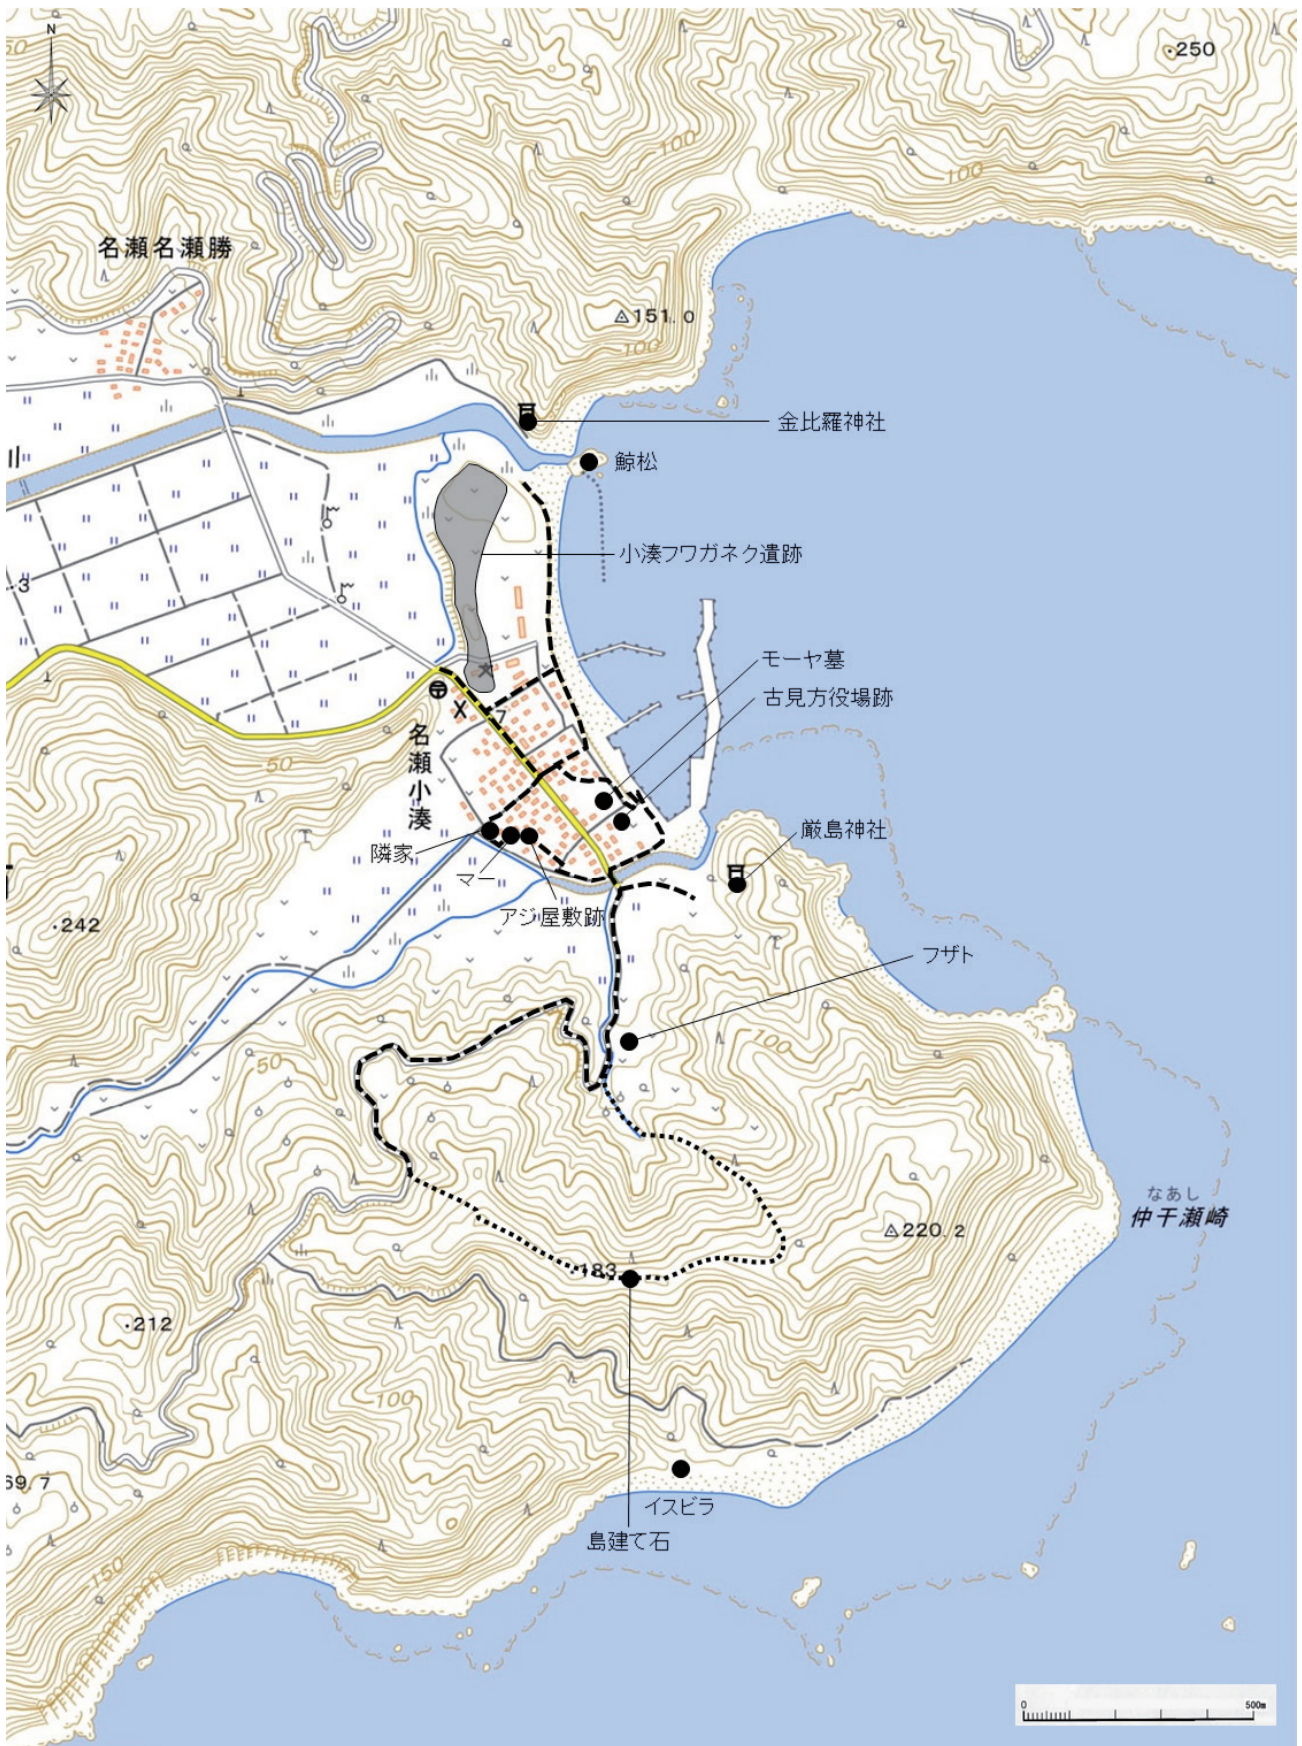 N
50
250
100
100
名瀬名瀬勝
151.0
100
金比羅神社
川
鯨松
小湊フワガネク遺跡
3
モーヤ墓
古見方役場跡
7
名瀬小湊
50
厳島神社
隣家
マー
アジ屋敷跡
242
フザト
100
50
なあし
仲干瀬崎
220.2
183
212
100
69.7
イスビラ
島建て石
150
0
500m